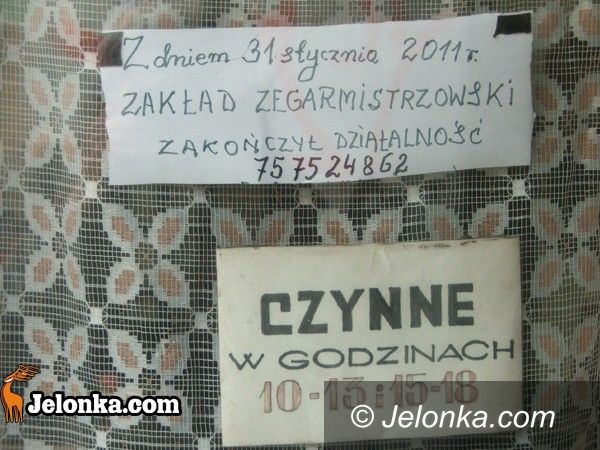 Z dniem 31 stycznia 2011 r.
ZAKŁAD ZEGARMISTRZOWSKI
ZAKOŃCZYŁ DZIAŁALNOŚĆ
757524862
CZYNNE
W GODZINACH
10-13 i 15-18
Jelonka.com
© Jelonka.com